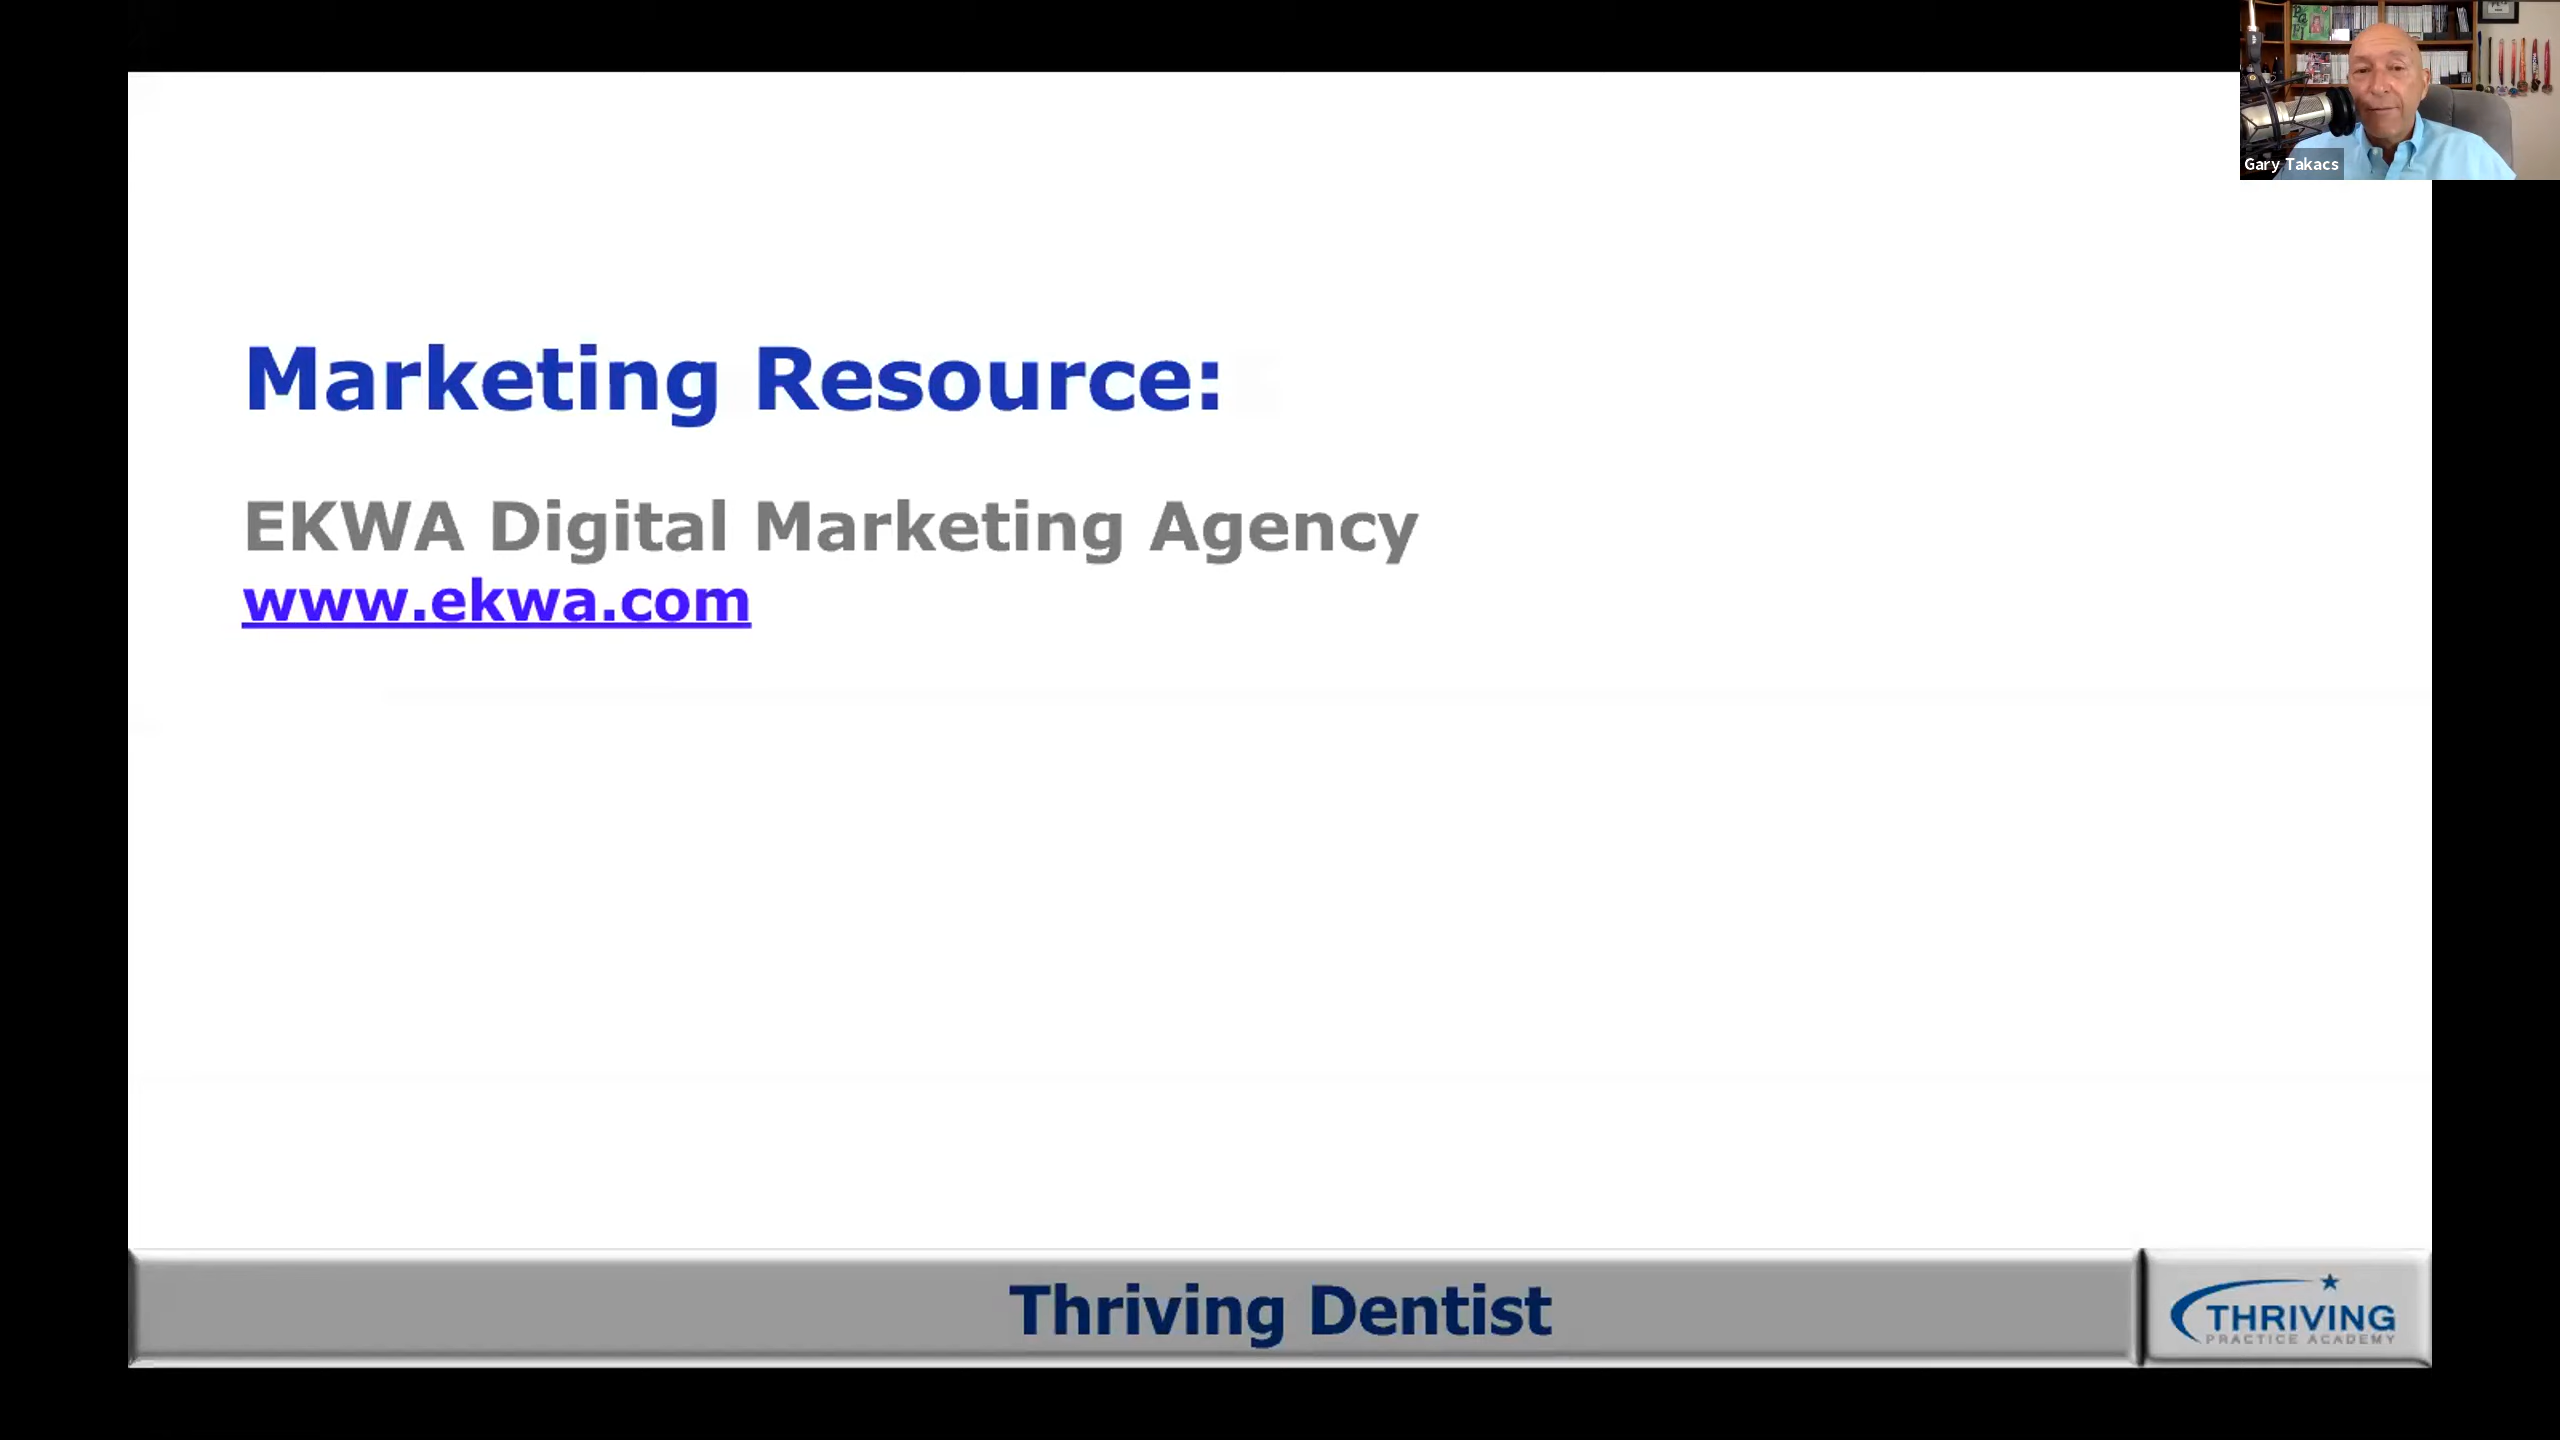 Gary Takacs
Marketing Resource:
EKWA Digital Marketing Agency
www.ekwa.com
Thriving Dentist
THRIVING
PRACTICE ACADEMY